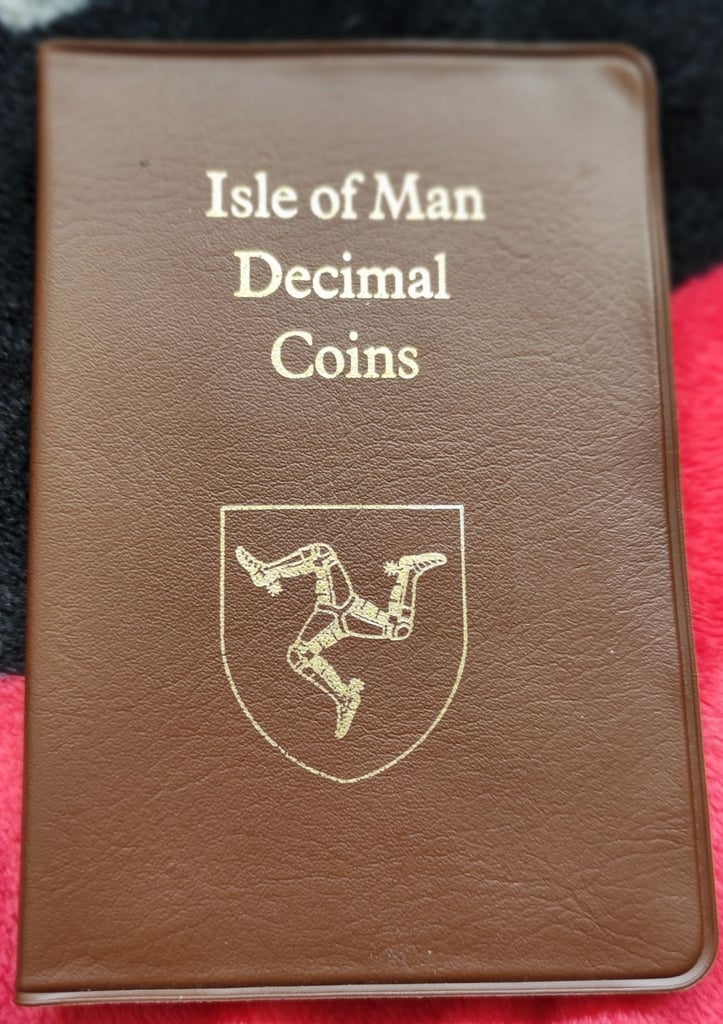 Isle of Man
Decimal
Coins